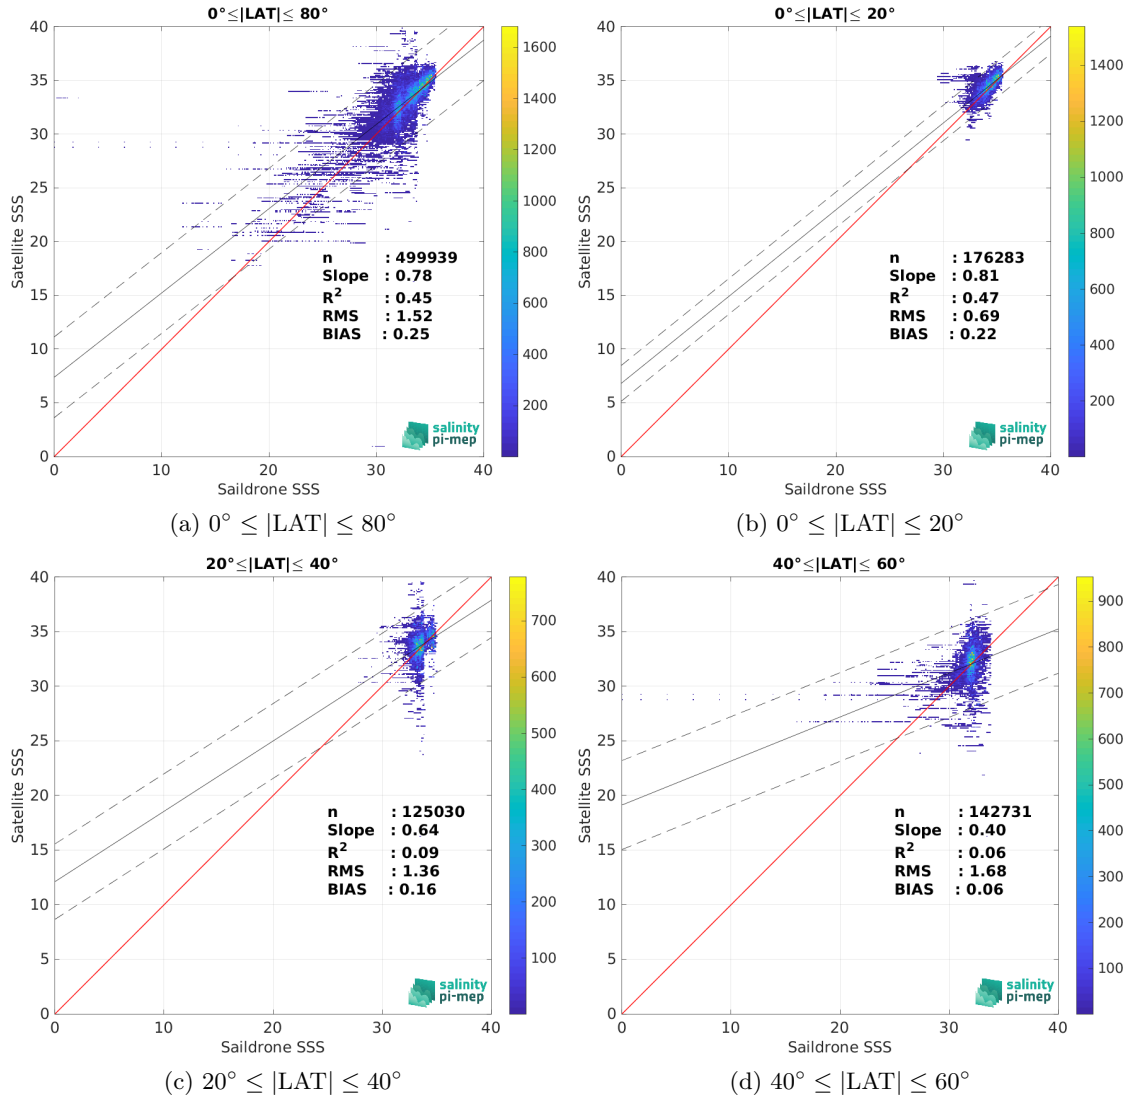 0°≤|LAT|≤ 80°
40
35
30
25
20
15
10
5
0
Satellite SSS
n : 499939
Slope : 0.78
R² : 0.45
RMS : 1.52
BIAS : 0.25
salinity
pi-mep
0 10 20 30 40
Saildrone SSS
1600
1400
1200
1000
800
600
400
200
(a) 0° ≤ |LAT| ≤ 80°
0°≤|LAT|≤ 20°
40
35
30
25
20
15
10
5
0
Satellite SSS
n : 176283
Slope : 0.81
R² : 0.47
RMS : 0.69
BIAS : 0.22
salinity
pi-mep
0 10 20 30 40
Saildrone SSS
1400
1200
1000
800
600
400
200
(b) 0° ≤ |LAT| ≤ 20°
20°≤|LAT|≤ 40°
40
35
30
25
20
15
10
5
0
Satellite SSS
n : 125030
Slope : 0.64
R² : 0.09
RMS : 1.36
BIAS : 0.16
salinity
pi-mep
0 10 20 30 40
Saildrone SSS
700
600
500
400
300
200
100
(c) 20° ≤ |LAT| ≤ 40°
40°≤|LAT|≤ 60°
40
35
30
25
20
15
10
5
0
Satellite SSS
n : 142731
Slope : 0.40
R² : 0.06
RMS : 1.68
BIAS : 0.06
salinity
pi-mep
0 10 20 30 40
Saildrone SSS
900
800
700
600
500
400
300
200
100
(d) 40° ≤ |LAT| ≤ 60°